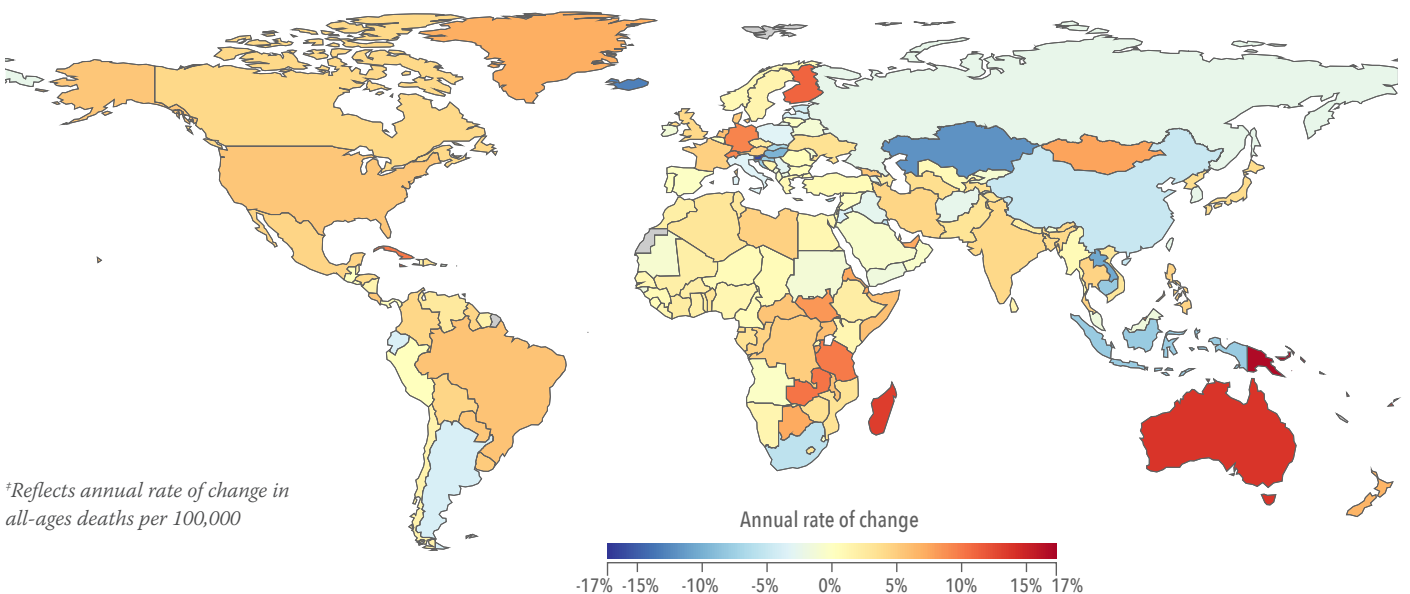 ‡Reflects annual rate of change in
all-ages deaths per 100,000
Annual rate of change
-17% -15% -10% -5% 0% 5% 10% 15% 17%